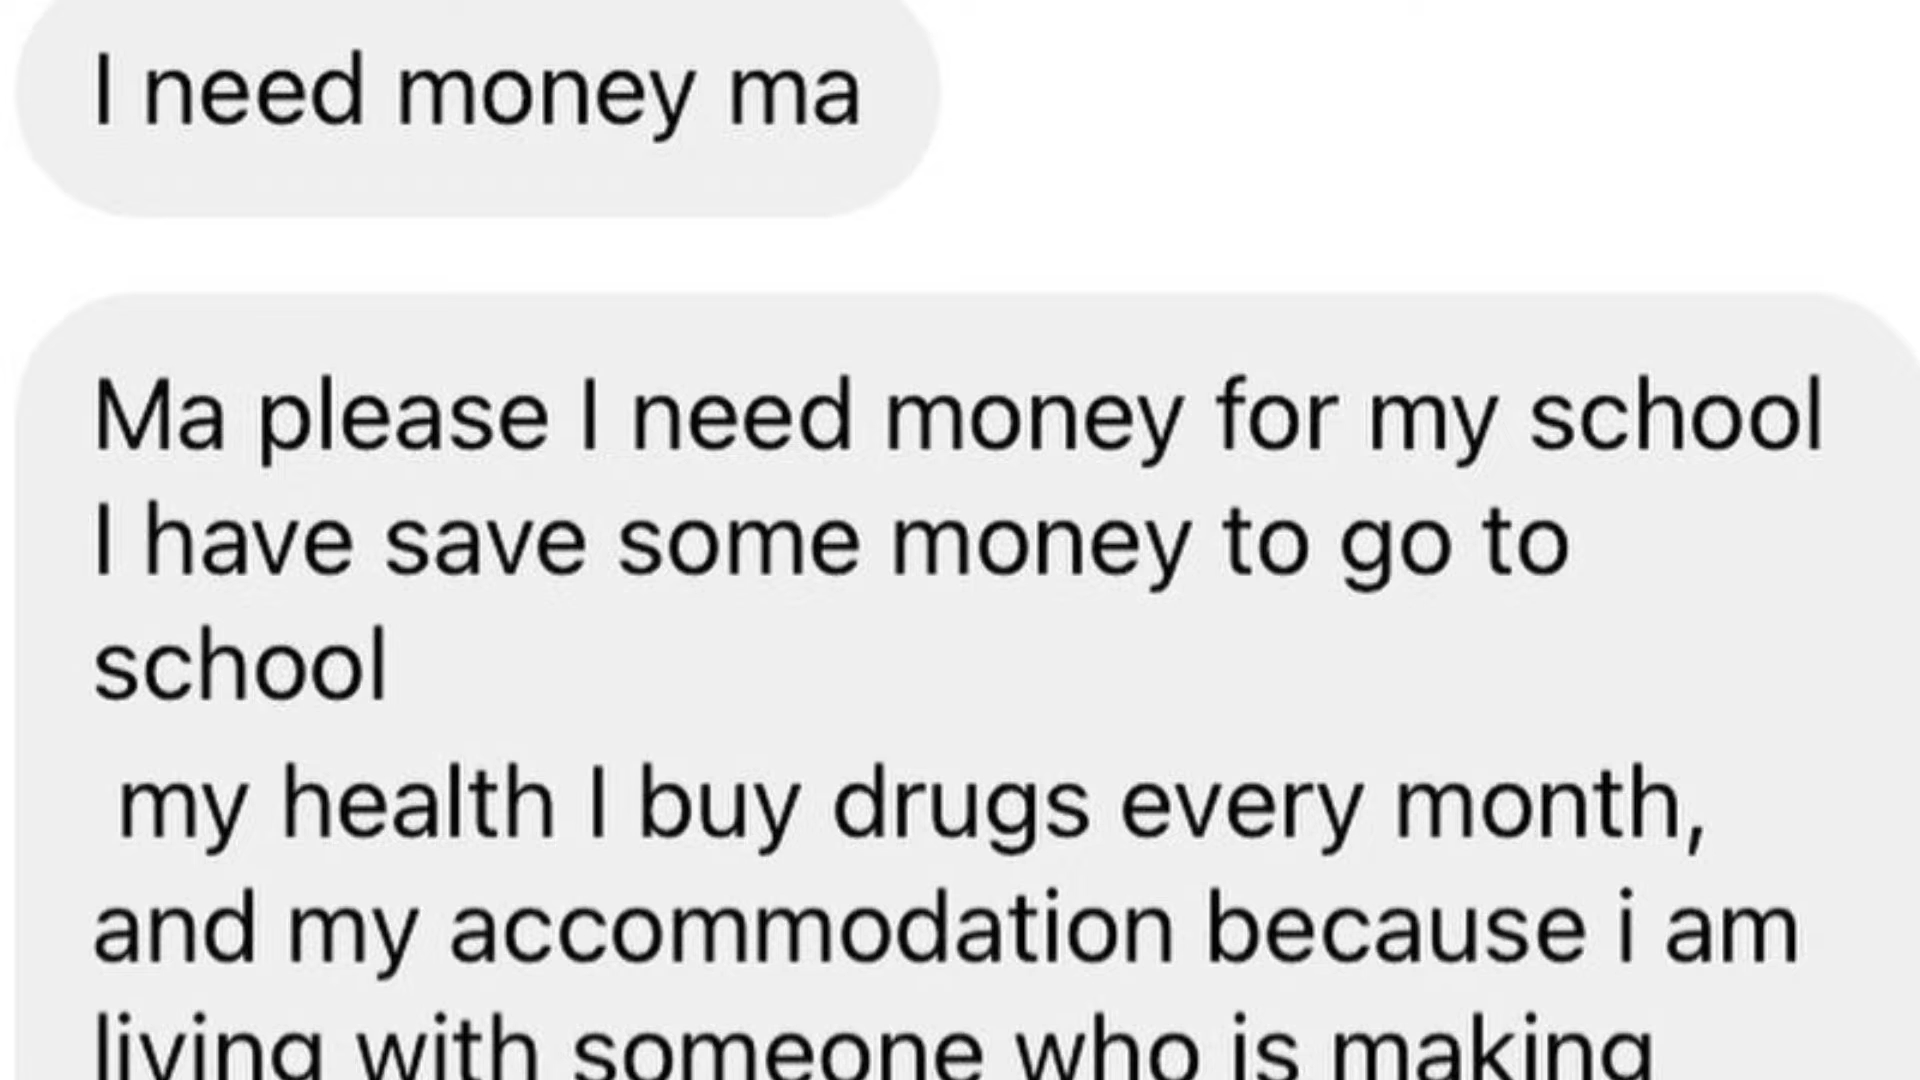 I need money ma
Ma please I need money for my school
I have save some money to go to
school
my health I buy drugs every month,
and my accommodation because i am
living with someone who is making